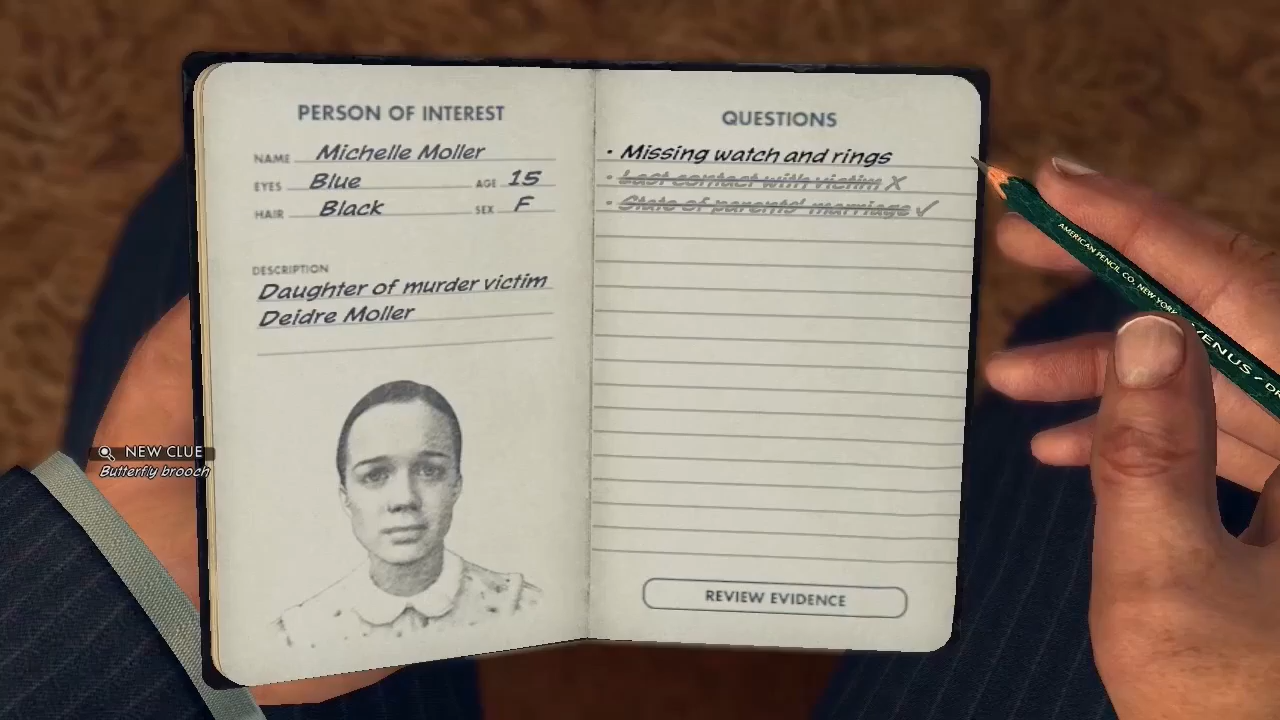 PERSON OF INTEREST
NAME Michelle Moller
EYES Blue AGE 15
HAIR Black SEX F
DESCRIPTION
Daughter of murder victim
Deidre Moller
NEW CLUE
Butterfly brooch
QUESTIONS
· Missing watch and rings
· Last contact with victim X
· State of parents' marriage ✓
REVIEW EVIDENCE
AMERICAN PENCIL CO. NEW YORK
VENUS / DR